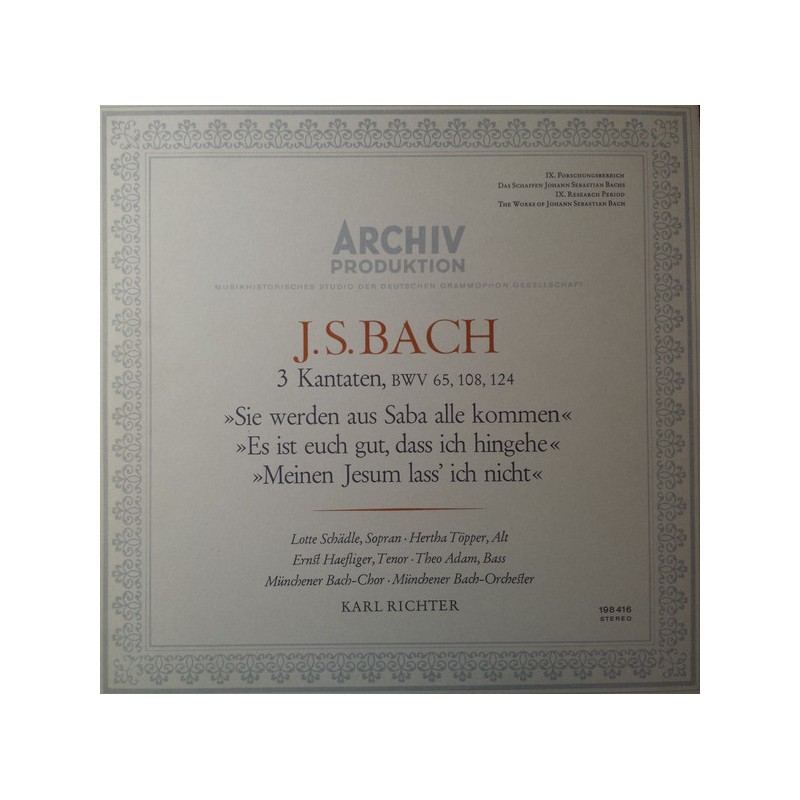 IX. Forschungsbereich
Das Schaffen Johann Sebastian Bachs
IX. Research Period
The Works of Johann Sebastian Bach
ARCHIV
PRODUKTION
MUSIKHISTORISCHES STUDIO DER DEUTSCHEN GRAMMOPHON GESELLSCHAFT
J.S.BACH
3 Kantaten, BWV 65, 108, 124
»Sie werden aus Saba alle kommen«
»Es ist euch gut, dass ich hingehe«
»Meinen Jesum lass' ich nicht«
Lotte Schädle, Sopran · Hertha Töpper, Alt
Ernst Haefliger, Tenor · Theo Adam, Bass
Münchener Bach-Chor · Münchener Bach-Orchester
KARL RICHTER
198 416
STEREO